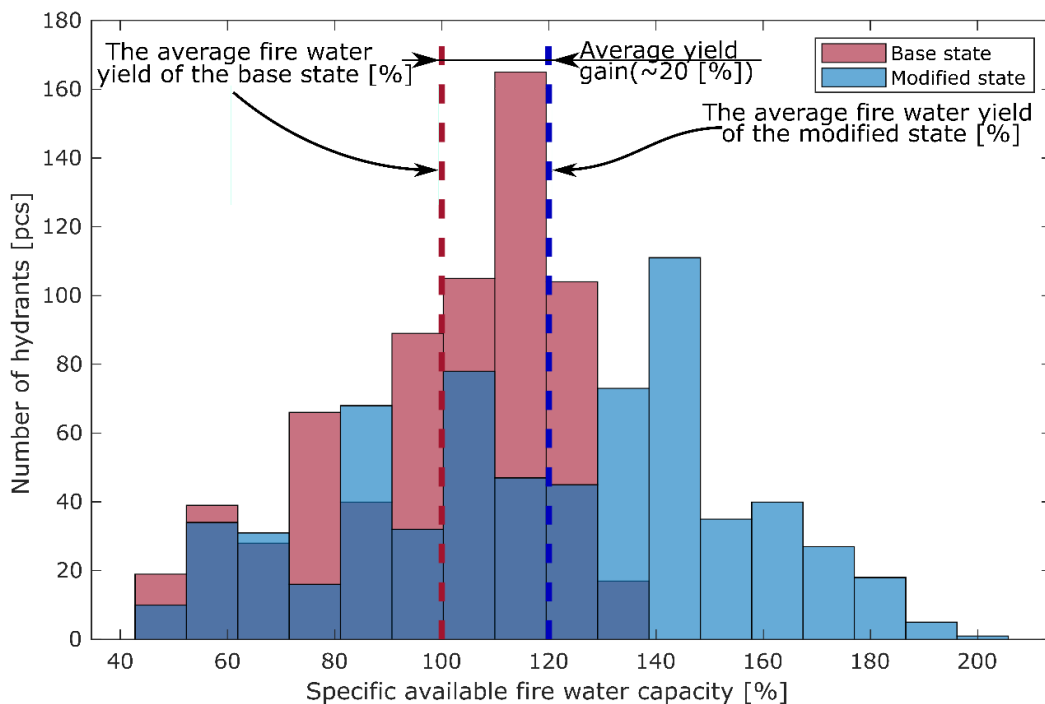 The average fire water
yield of the base state [%]
Average yield
gain(~20 [%])
The average fire water yield
of the modified state [%]
Base state
Modified state
Number of hydrants [pcs]
180
160
140
120
100
80
60
40
20
0
40 60 80 100 120 140 160 180 200
Specific available fire water capacity [%]